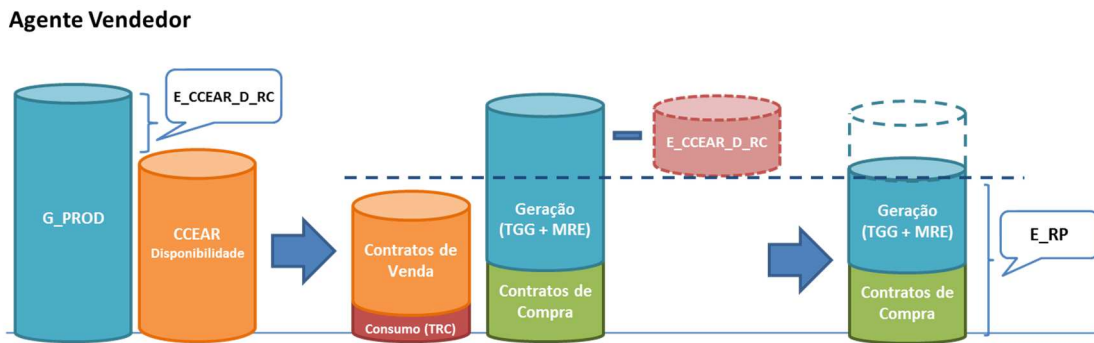 Agente Vendedor
E_CCEAR_D_RC
G_PROD
CCEAR
Disponibilidade
Contratos de
Venda
Consumo (TRC)
Geração
(TGG + MRE)
Contratos de
Compra
E_CCEAR_D_RC
Geração
(TGG + MRE)
Contratos de
Compra
E_RP